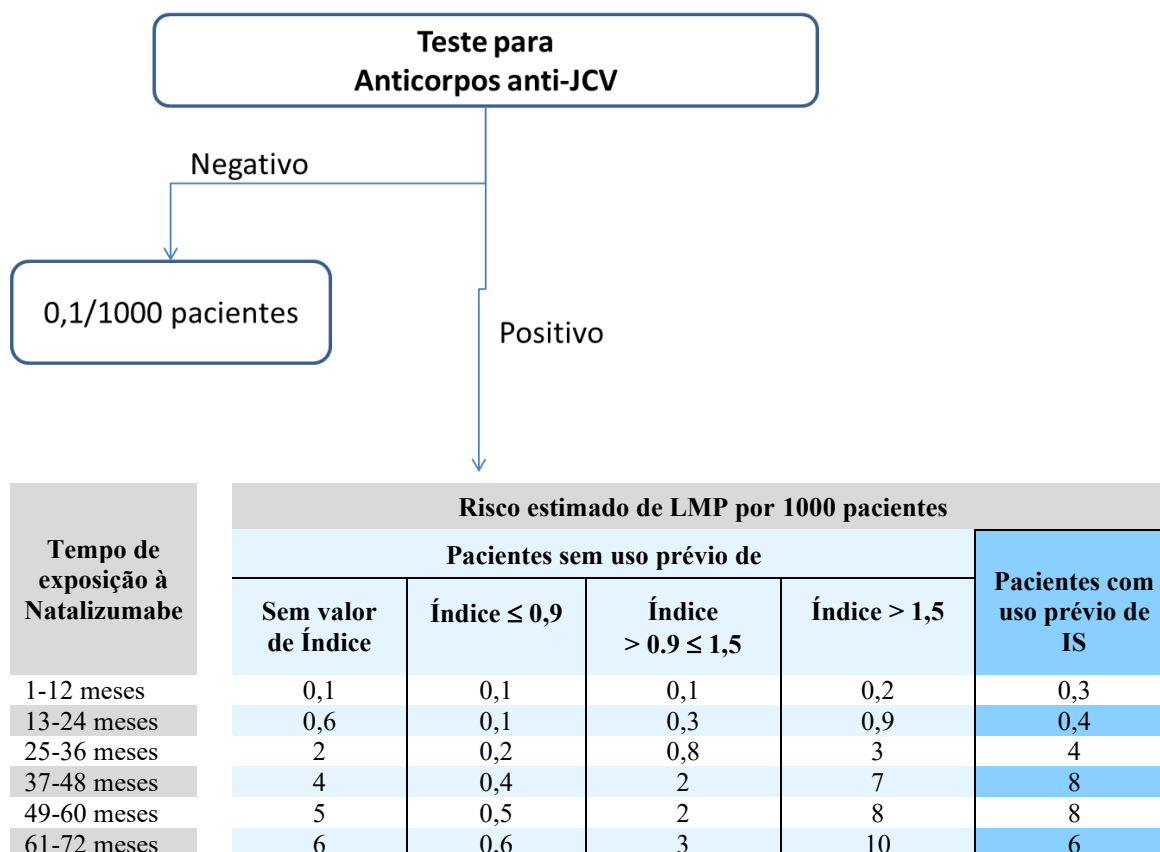 Teste para
Anticorpos anti-JCV
Negativo
0,1/1000 pacientes
Positivo
Tempo de
exposição à
Natalizumabe
Risco estimado de LMP por 1000 pacientes
Pacientes sem uso prévio de
Pacientes com
uso prévio de
IS
Sem valor
de Índice
Índice ≤ 0,9
Índice
> 0.9 ≤ 1,5
Índice > 1,5
1-12 meses 0,1 0,1 0,1 0,2 0,3
13-24 meses 0,6 0,1 0,3 0,9 0,4
25-36 meses 2 0,2 0,8 3 4
37-48 meses 4 0,4 2 7 8
49-60 meses 5 0,5 2 8 8
61-72 meses 6 0,6 3 10 6